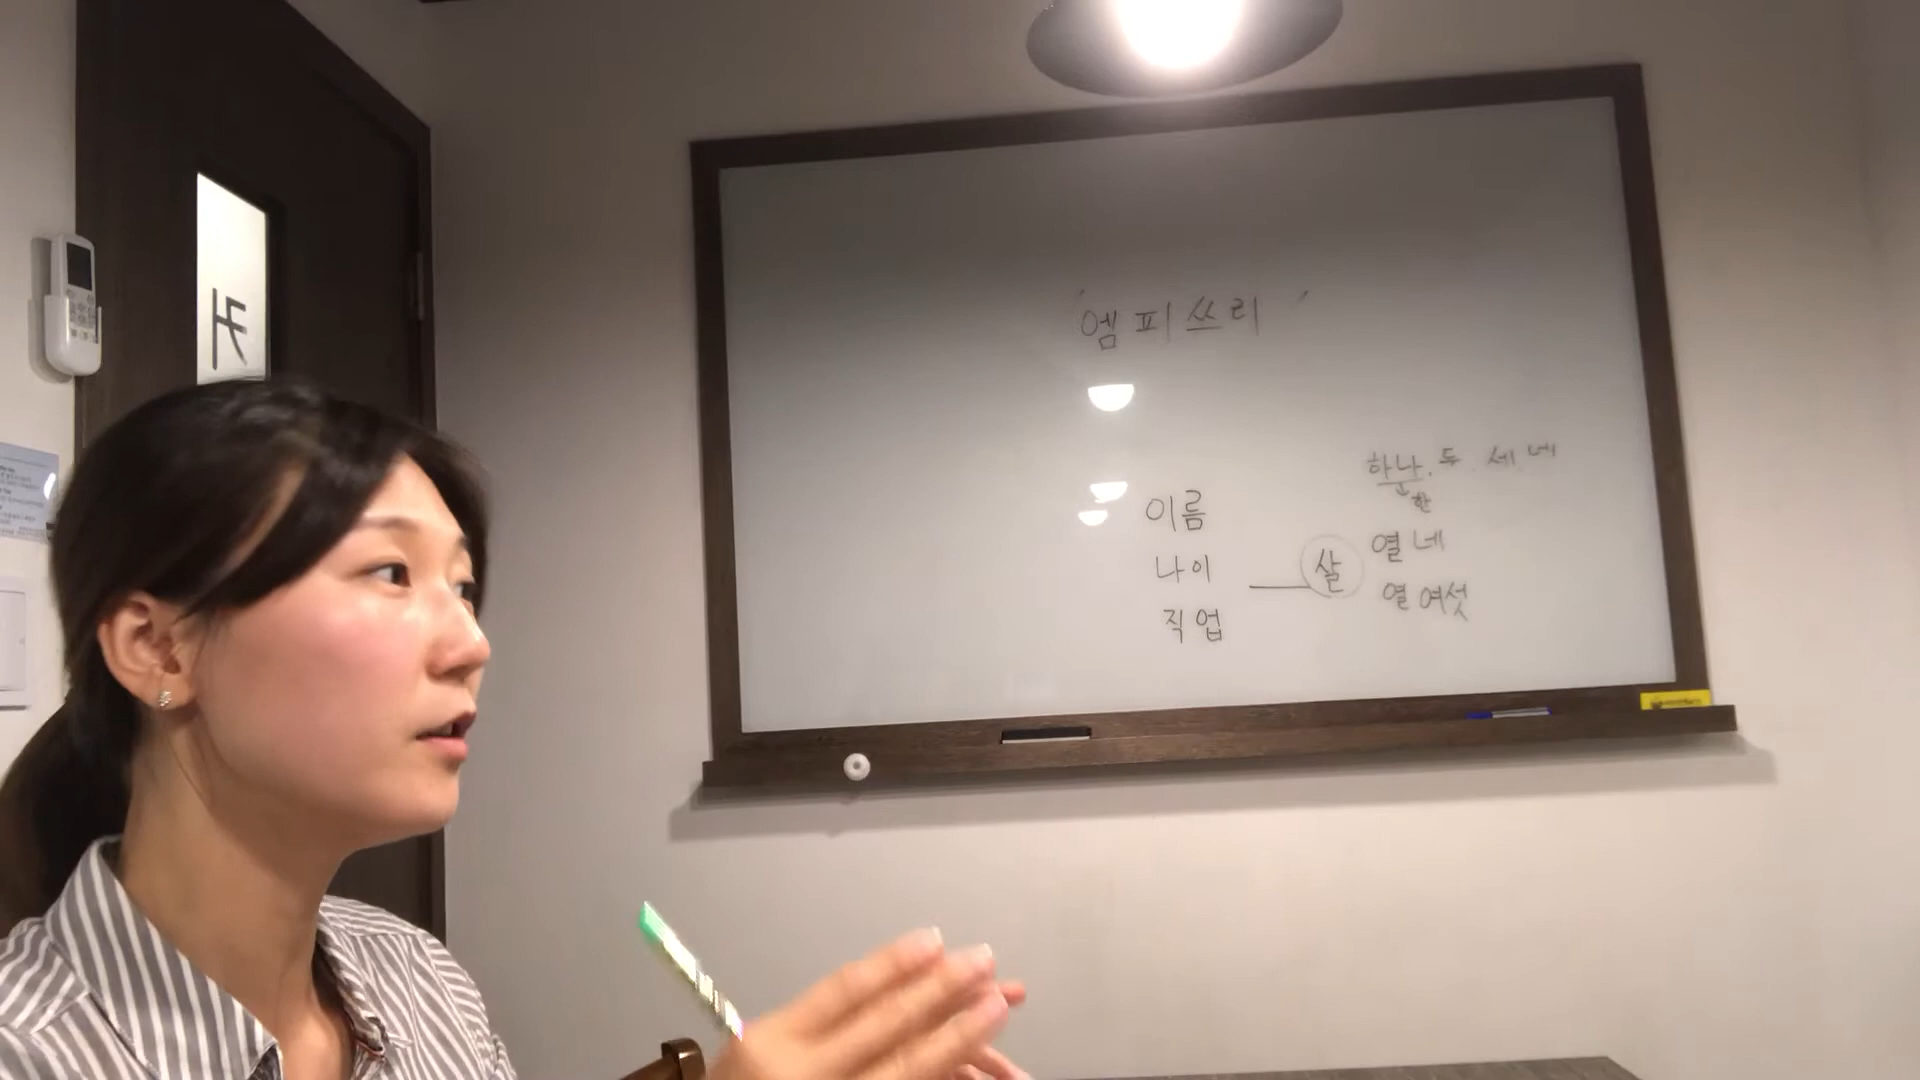 '엠피쓰리'
하나. 두. 세. 네
한
이름
나이 살 열네
열여섯
직업